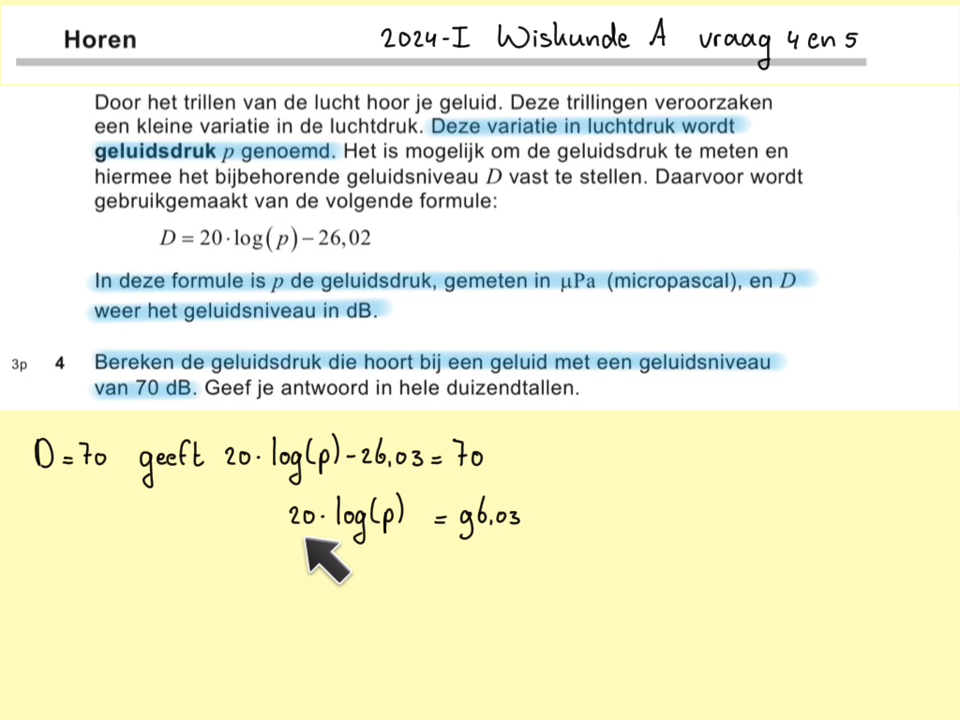 Horen 2024-I Wiskunde A vraag 4 en 5
Door het trillen van de lucht hoor je geluid. Deze trillingen veroorzaken
een kleine variatie in de luchtdruk. Deze variatie in luchtdruk wordt
geluidsdruk p genoemd. Het is mogelijk om de geluidsdruk te meten en
hiermee het bijbehorende geluidsniveau D vast te stellen. Daarvoor wordt
gebruikgemaakt van de volgende formule:
D = 20·log(p) − 26,02
In deze formule is p de geluidsdruk, gemeten in μPa (micropascal), en D
weer het geluidsniveau in dB.
3p 4 Bereken de geluidsdruk die hoort bij een geluid met een geluidsniveau
van 70 dB. Geef je antwoord in hele duizendtallen.
D = 70 geeft 20· log(p) - 26,03 = 70
20· log(p) = 96,03